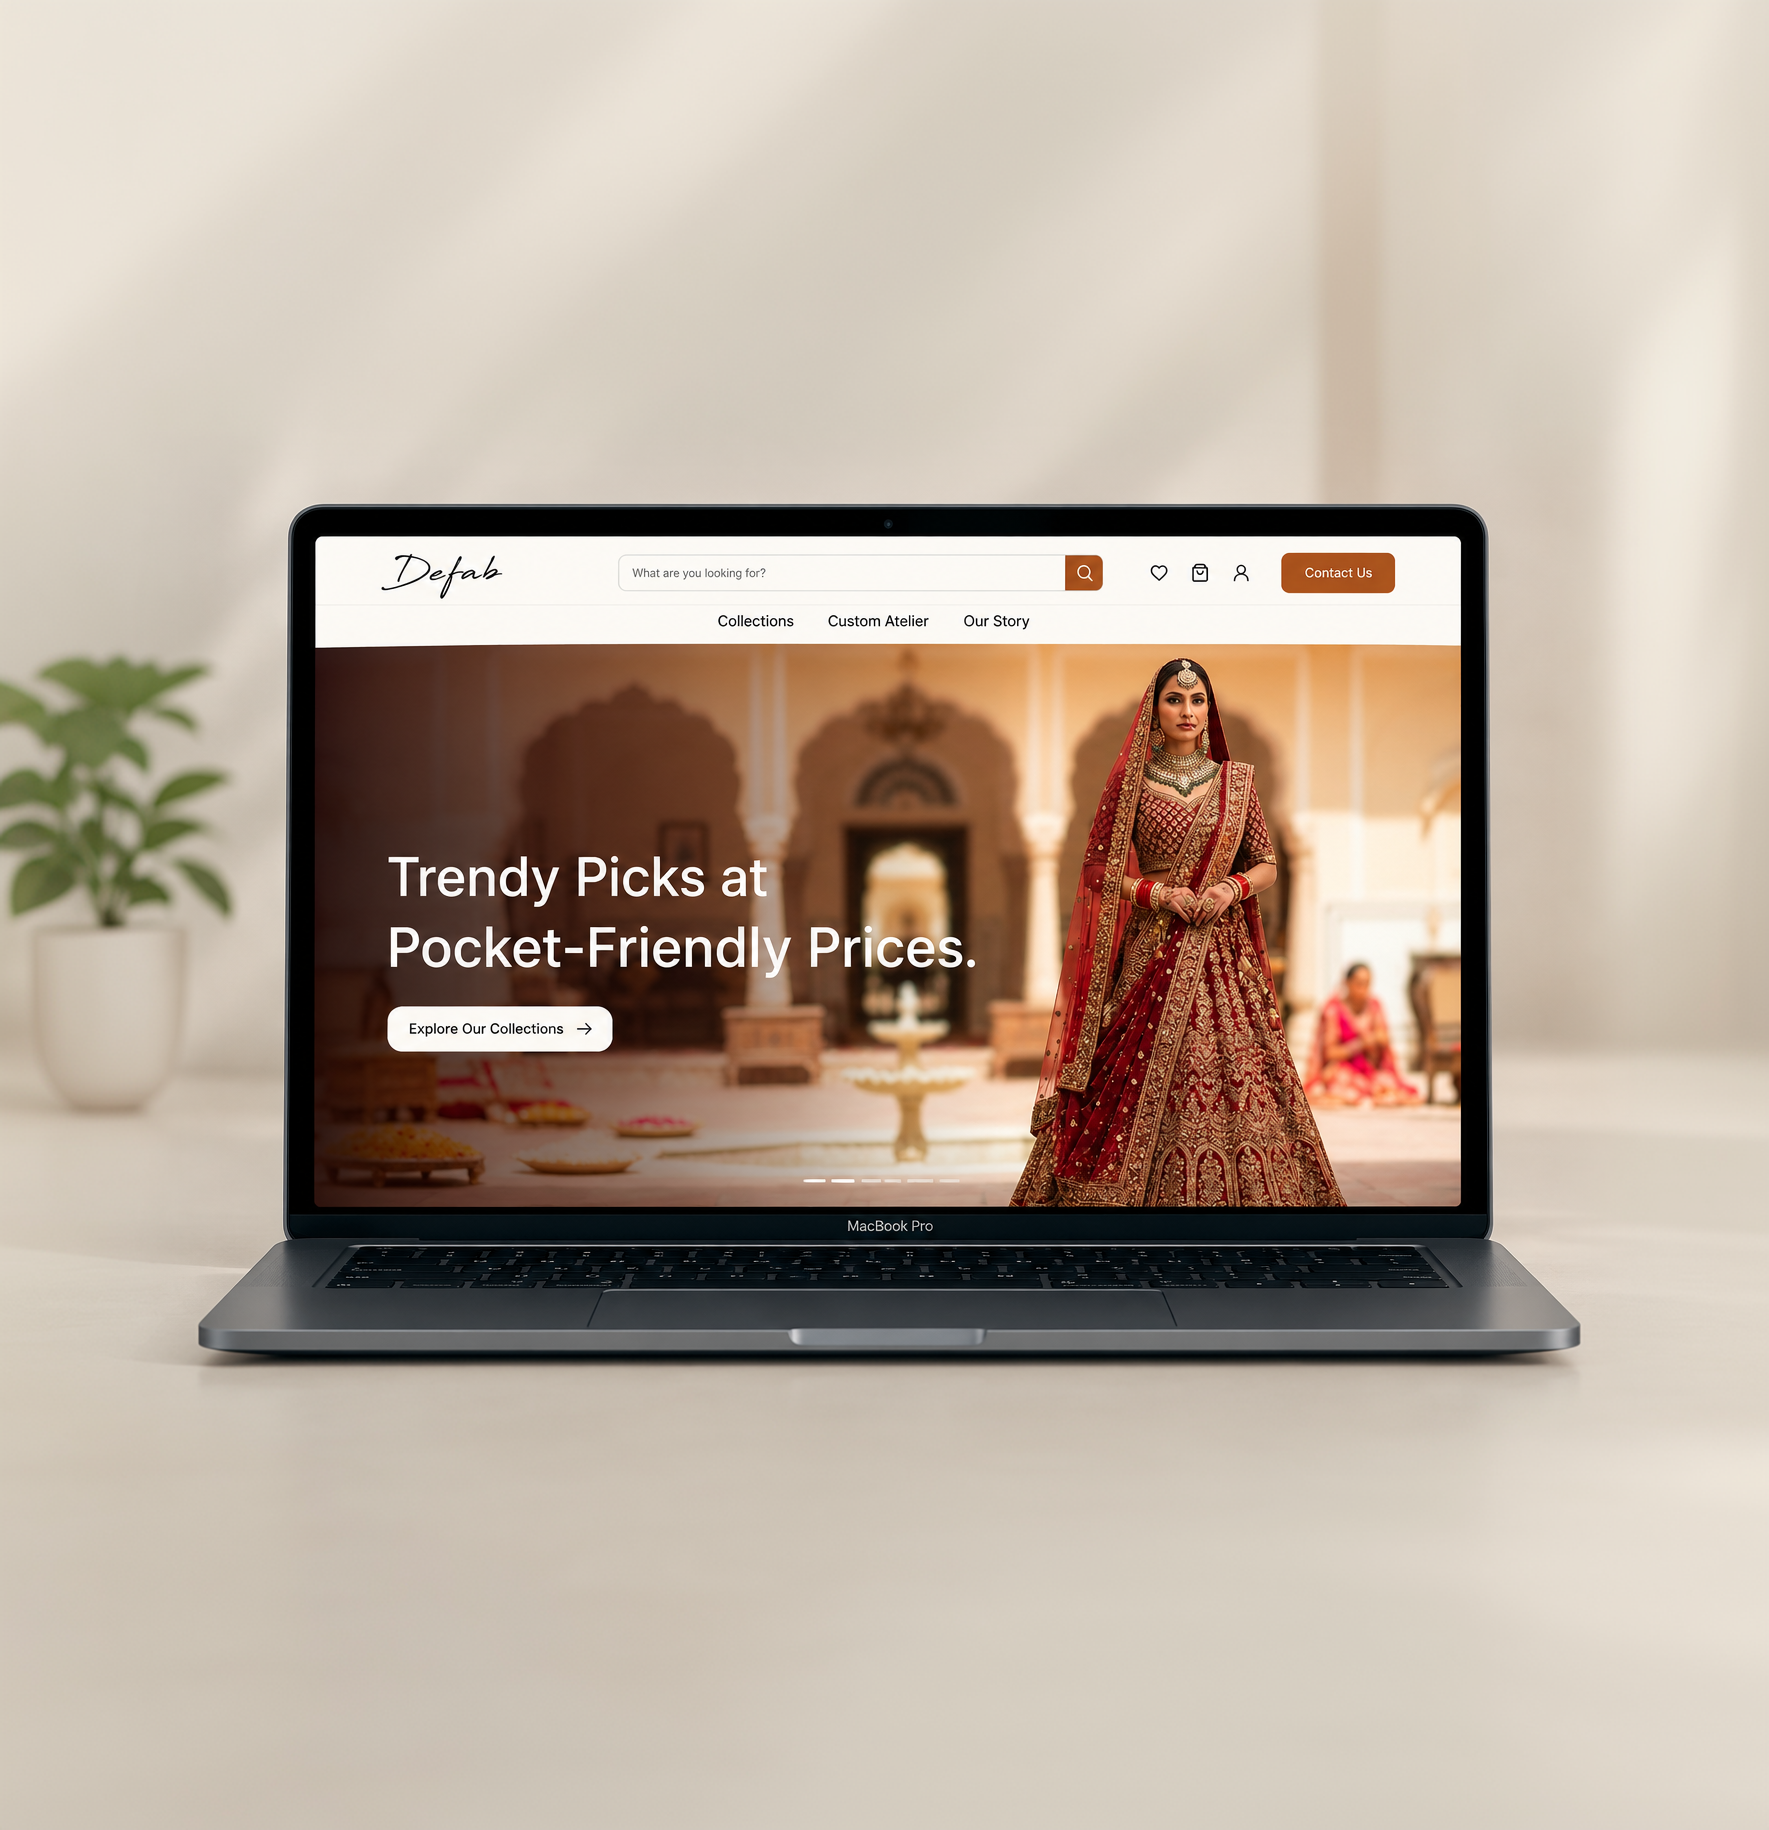 Defab
What are you looking for?
Contact Us
Collections Custom Atelier Our Story
Trendy Picks at
Pocket-Friendly Prices.
Explore Our Collections
MacBook Pro